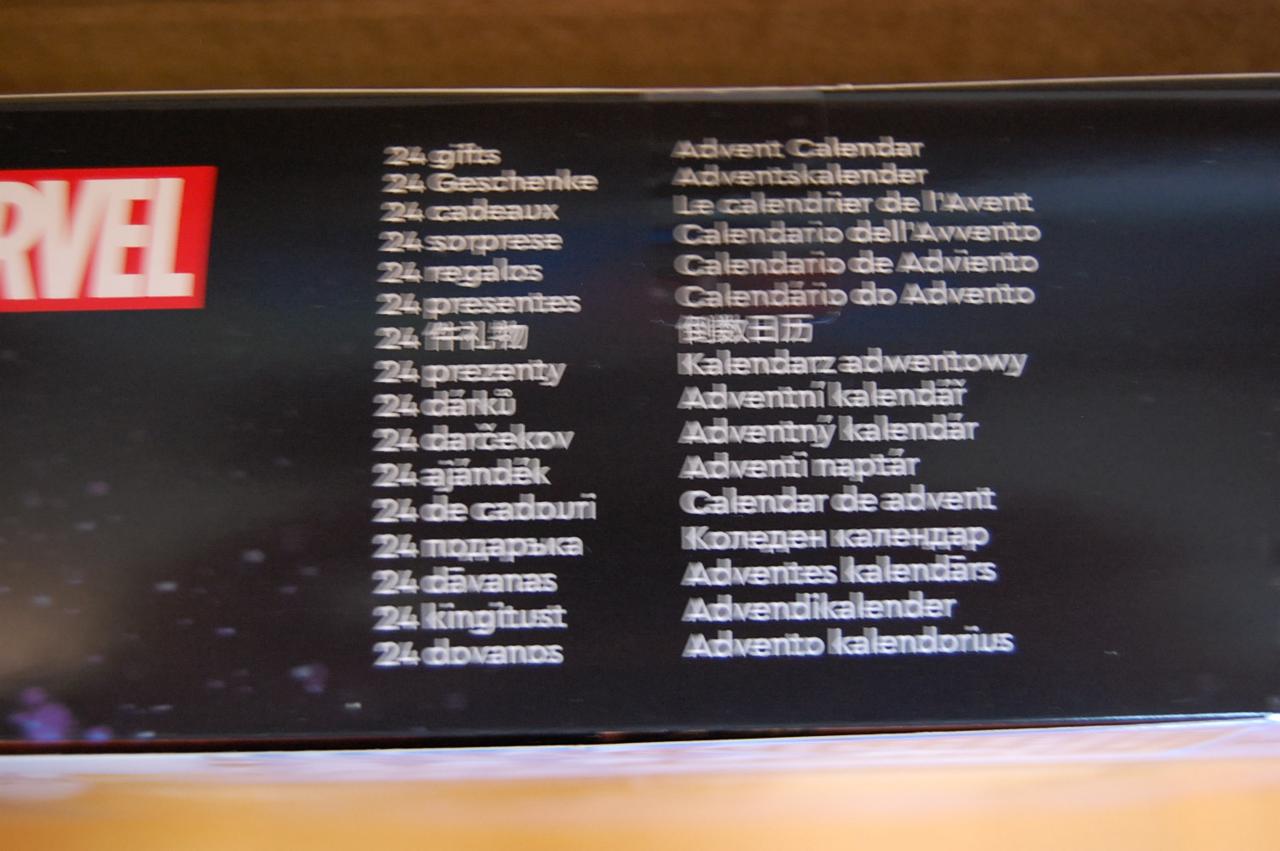 RVEL
24 gifts
24 Geschenke
24 cadeaux
24 sorprese
24 regalos
24 presentes
24 件礼物
24 prezenty
24 dárků
24 darčekov
24 ajándék
24 de cadouri
24 подаръка
24 dāvanas
24 kingitust
24 dovanos
Advent Calendar
Adventskalender
Le calendrier de l'Avent
Calendario dell'Avvento
Calendario de Adviento
Calendário do Advento
倒数日历
Kalendarz adwentowy
Adventní kalendář
Adventný kalendár
Adventi naptár
Calendar de advent
Коледен календар
Adventes kalendārs
Advendikalender
Advento kalendorius